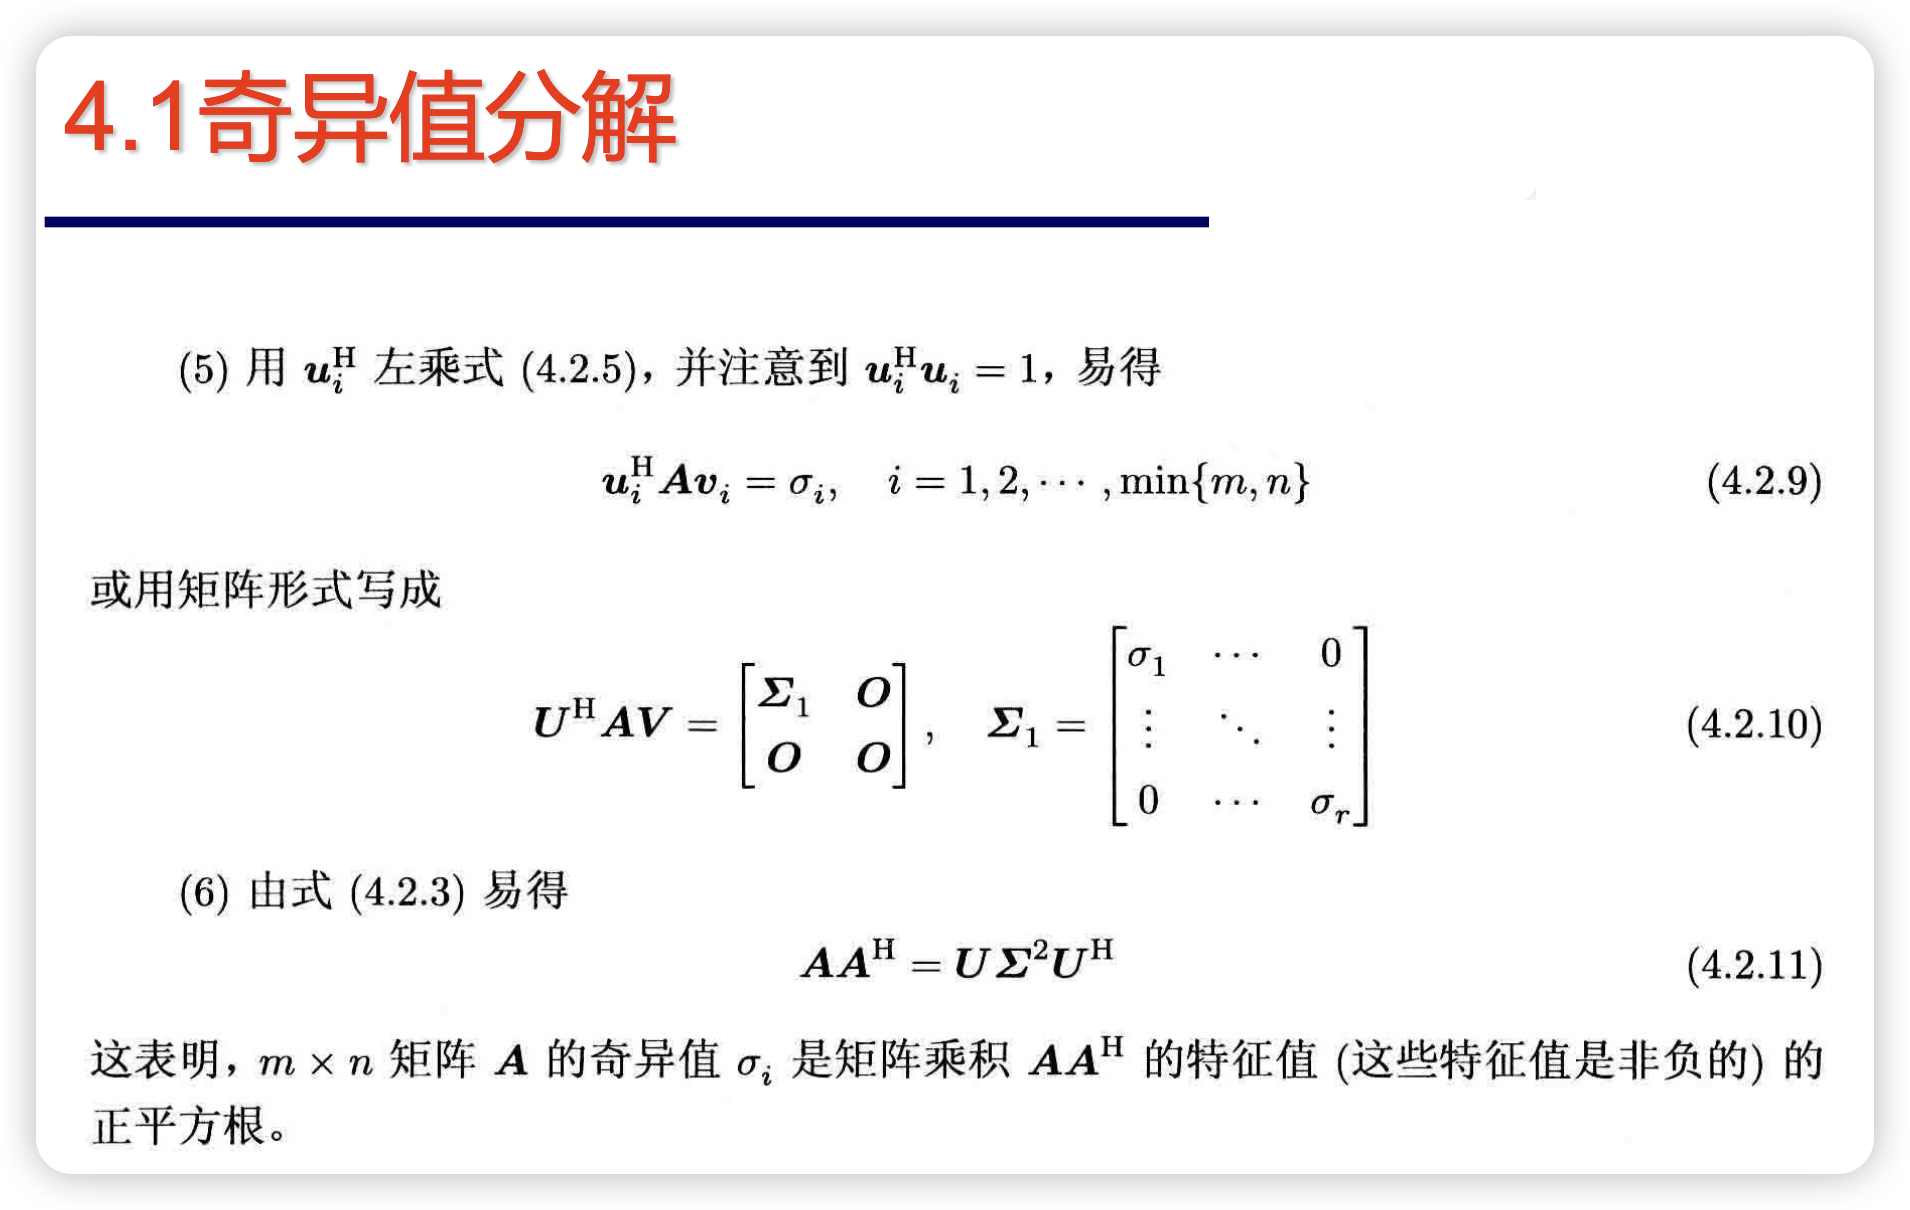 4.1奇异值分解
(5) 用 $\boldsymbol{u}_i^{\mathrm{H}}$ 左乘式 (4.2.5)，并注意到 $\boldsymbol{u}_i^{\mathrm{H}}\boldsymbol{u}_i = 1$，易得
$\boldsymbol{u}_i^{\mathrm{H}}\boldsymbol{A}\boldsymbol{v}_i = \sigma_i, \quad i = 1, 2, \cdots, \min\{m, n\}$ (4.2.9)
或用矩阵形式写成
$\boldsymbol{U}^{\mathrm{H}}\boldsymbol{A}\boldsymbol{V} = \begin{bmatrix} \boldsymbol{\Sigma}_1 & \boldsymbol{O} \\ \boldsymbol{O} & \boldsymbol{O} \end{bmatrix}, \quad \boldsymbol{\Sigma}_1 = \begin{bmatrix} \sigma_1 & \cdots & 0 \\ \vdots & \ddots & \vdots \\ 0 & \cdots & \sigma_r \end{bmatrix}$ (4.2.10)
(6) 由式 (4.2.3) 易得
$\boldsymbol{A}\boldsymbol{A}^{\mathrm{H}} = \boldsymbol{U}\boldsymbol{\Sigma}^2\boldsymbol{U}^{\mathrm{H}}$ (4.2.11)
这表明，$m \times n$ 矩阵 $\boldsymbol{A}$ 的奇异值 $\sigma_i$ 是矩阵乘积 $\boldsymbol{A}\boldsymbol{A}^{\mathrm{H}}$ 的特征值 (这些特征值是非负的) 的
正平方根。